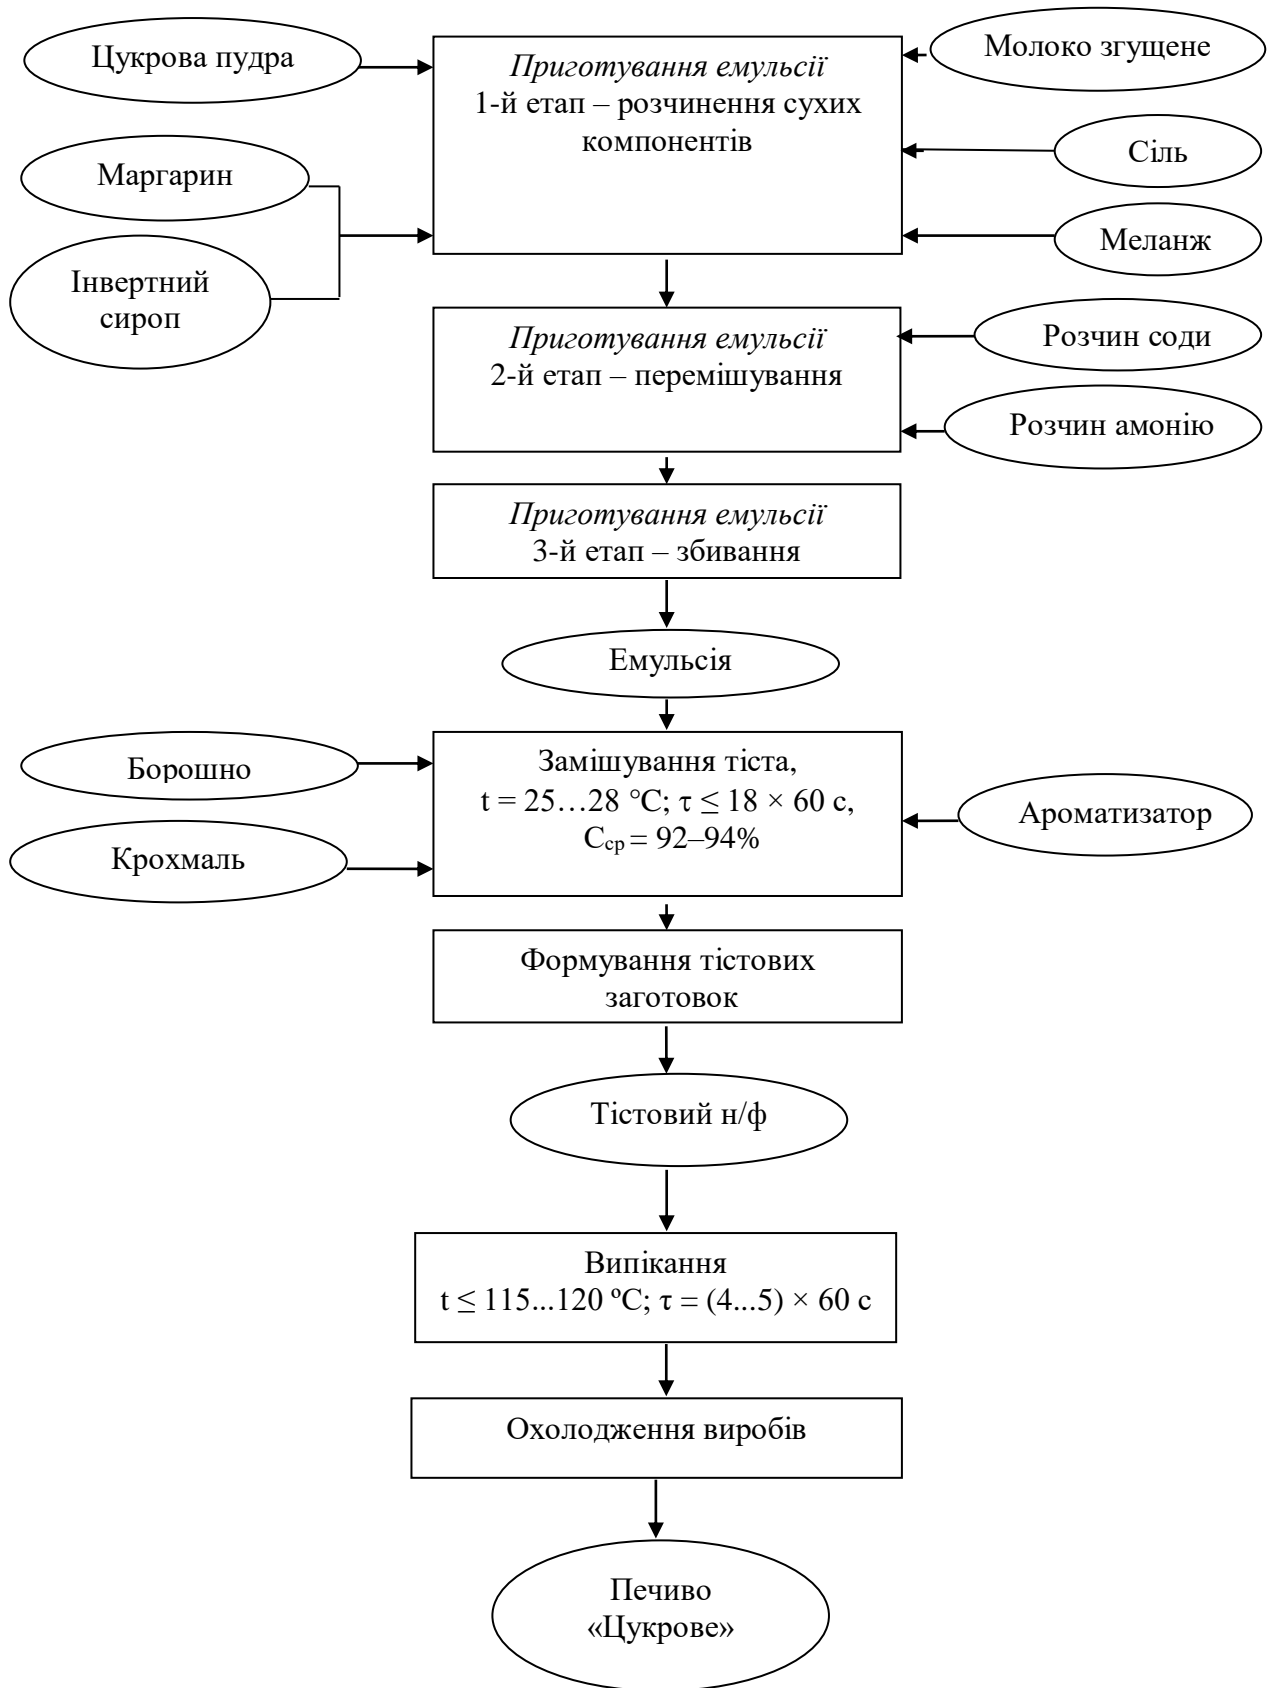 Цукрова пудра
Приготування емульсії
1-й етап – розчинення сухих
компонентів
Молоко згущене
Сіль
Маргарин
Меланж
Інвертний
сироп
Приготування емульсії
2-й етап – перемішування
Розчин соди
Розчин амонію
Приготування емульсії
3-й етап – збивання
Емульсія
Борошно
Замішування тіста,
t = 25…28 °С; τ ≤ 18 × 60 с,
Сср = 92–94%
Ароматизатор
Крохмаль
Формування тістових
заготовок
Тістовий н/ф
Випікання
t ≤ 115...120 ºС; τ = (4...5) × 60 с
Охолодження виробів
Печиво
«Цукрове»